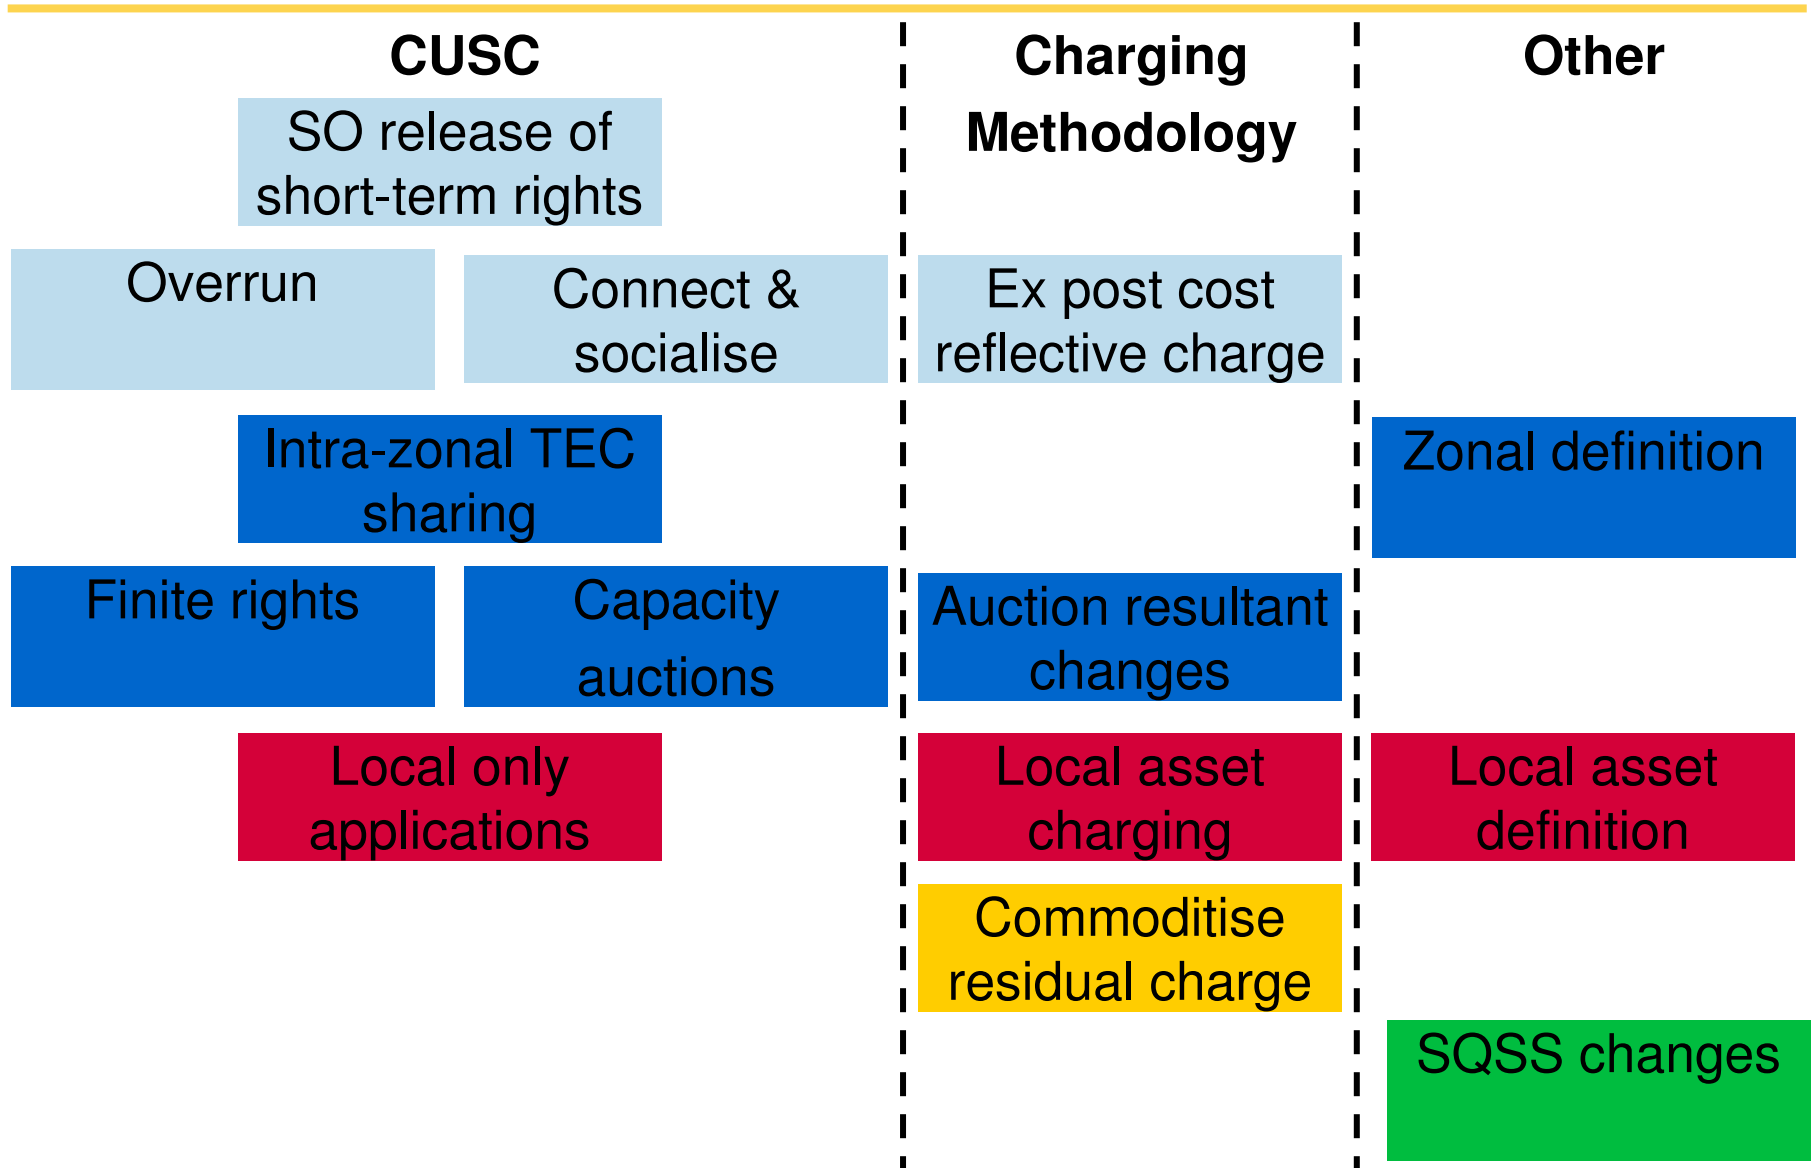 CUSC
Charging
Methodology
Other
SO release of
short-term rights
Overrun
Connect &
socialise
Ex post cost
reflective charge
Intra-zonal TEC
sharing
Zonal definition
Finite rights
Capacity
auctions
Auction resultant
changes
Local only
applications
Local asset
charging
Local asset
definition
Commoditise
residual charge
SQSS changes